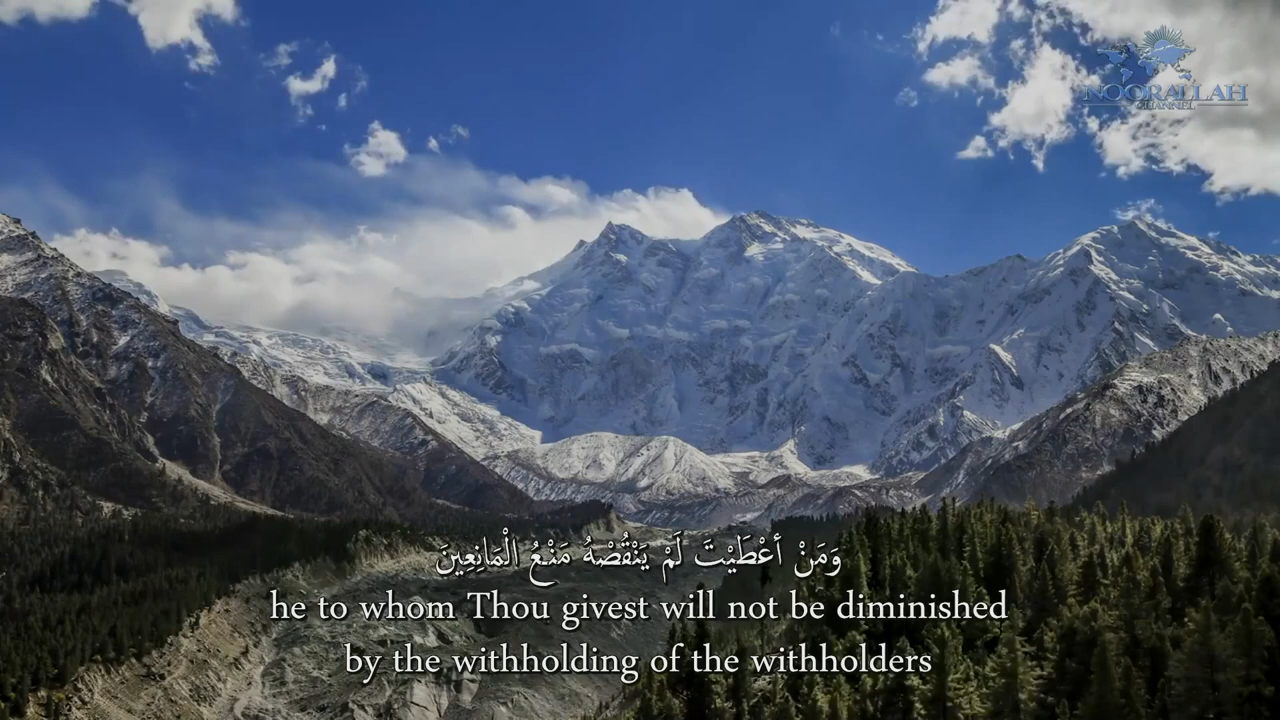 NOORALLAH
CHANNEL
وَمَنْ أَعْطَيْتَ لَمْ يَنْقُصْهُ مَنْعُ الْمَانِعِينَ
he to whom Thou givest will not be diminished
by the withholding of the withholders